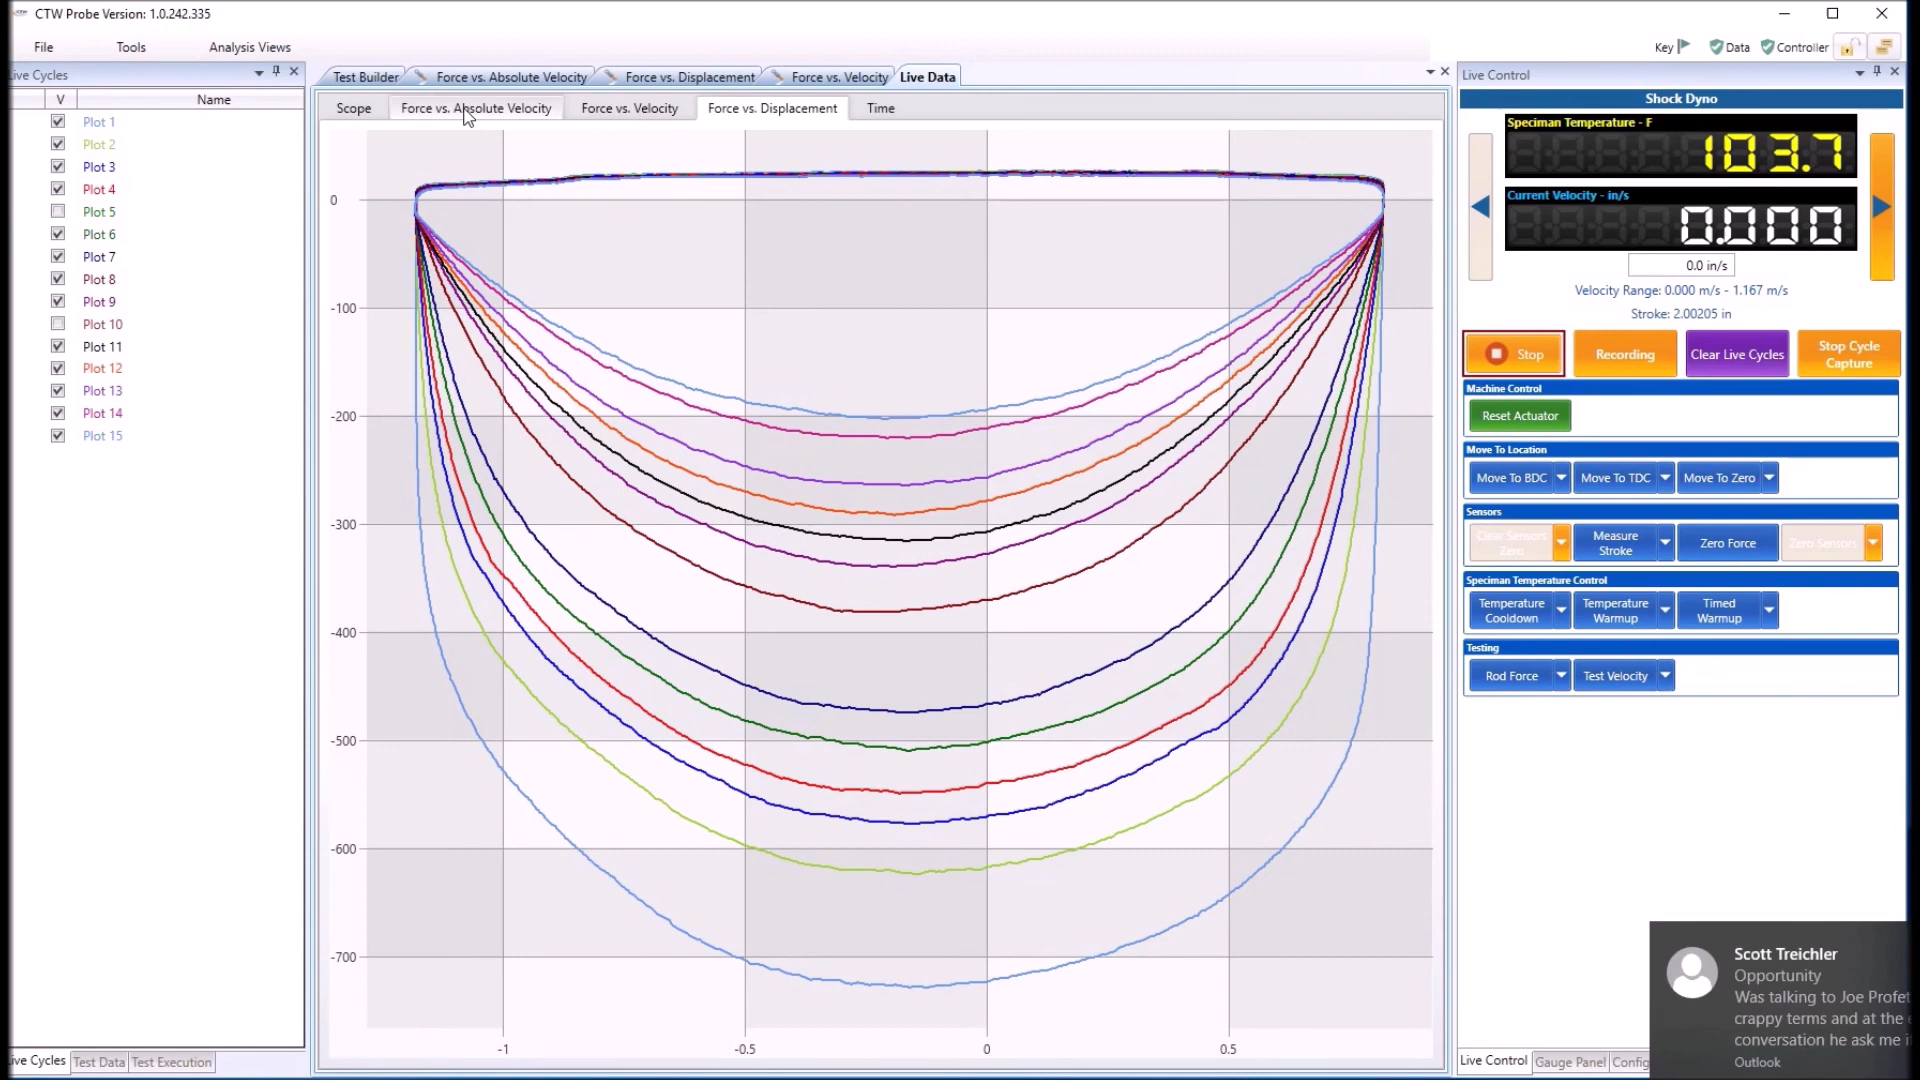 CTW Probe Version: 1.0.242.335
File Tools Analysis Views
Key Data Controller
ive Cycles
V Name
Plot 1
Plot 2
Plot 3
Plot 4
Plot 5
Plot 6
Plot 7
Plot 8
Plot 9
Plot 10
Plot 11
Plot 12
Plot 13
Plot 14
Plot 15
ive Cycles Test Data Test Execution
Test Builder Force vs. Absolute Velocity Force vs. Displacement Force vs. Velocity Live Data
Scope Force vs. Absolute Velocity Force vs. Velocity Force vs. Displacement Time
0
-100
-200
-300
-400
-500
-600
-700
-1 -0.5 0 0.5
Live Control
Shock Dyno
Speciman Temperature - F
103.7
Current Velocity - in/s
0.000
0.0 in/s
Velocity Range: 0.000 m/s - 1.167 m/s
Stroke: 2.00205 in
Stop
Recording
Clear Live Cycles
Stop Cycle
Capture
Machine Control
Reset Actuator
Move To Location
Move To BDC Move To TDC Move To Zero
Sensors
Clear Sensors
Zero
Measure
Stroke
Zero Force
Zero Sensors
Speciman Temperature Control
Temperature
Cooldown
Temperature
Warmup
Timed
Warmup
Testing
Rod Force Test Velocity
Scott Treichler
Opportunity
Was talking to Joe Profet
crappy terms and at the
conversation he ask me
Outlook
Live Control Gauge Panel Config